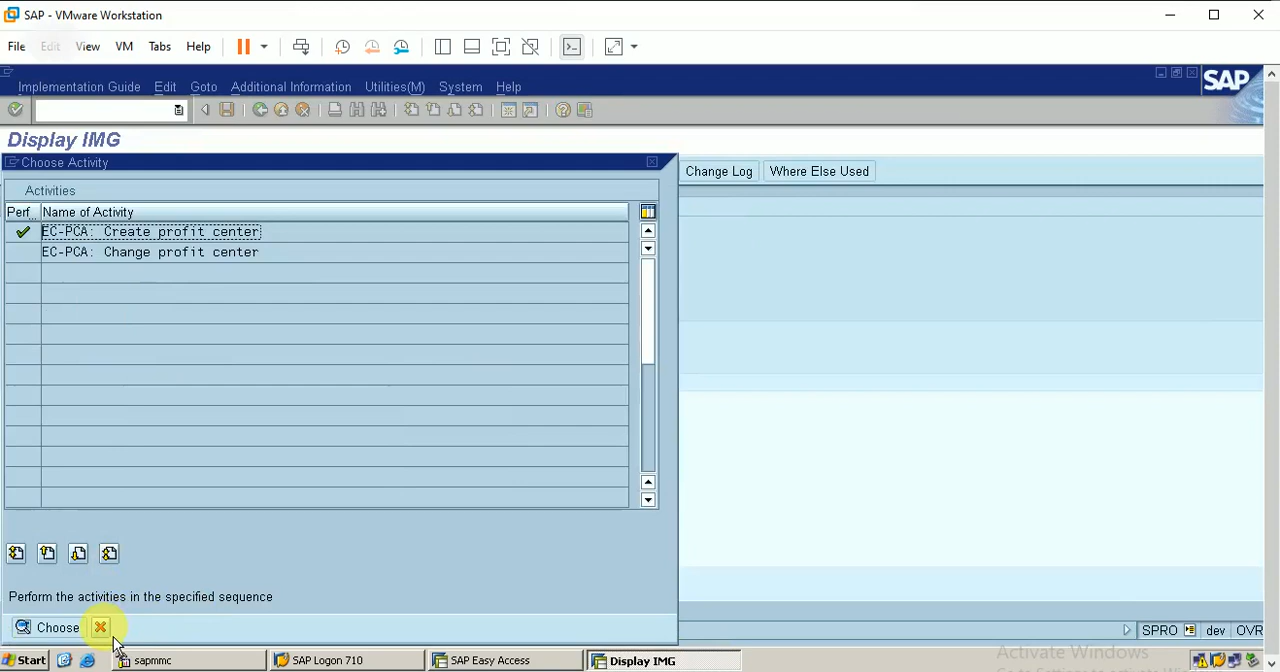 SAP - VMware Workstation
File Edit View VM Tabs Help
Implementation Guide Edit Goto Additional Information Utilities(M) System Help
SAP
Display IMG
Choose Activity
Change Log Where Else Used
Activities
Perf... Name of Activity
EC-PCA: Create profit center
EC-PCA: Change profit center
Perform the activities in the specified sequence
Choose
SPRO dev OVR
Activate Windows
Start sapmmc SAP Logon 710 SAP Easy Access Display IMG